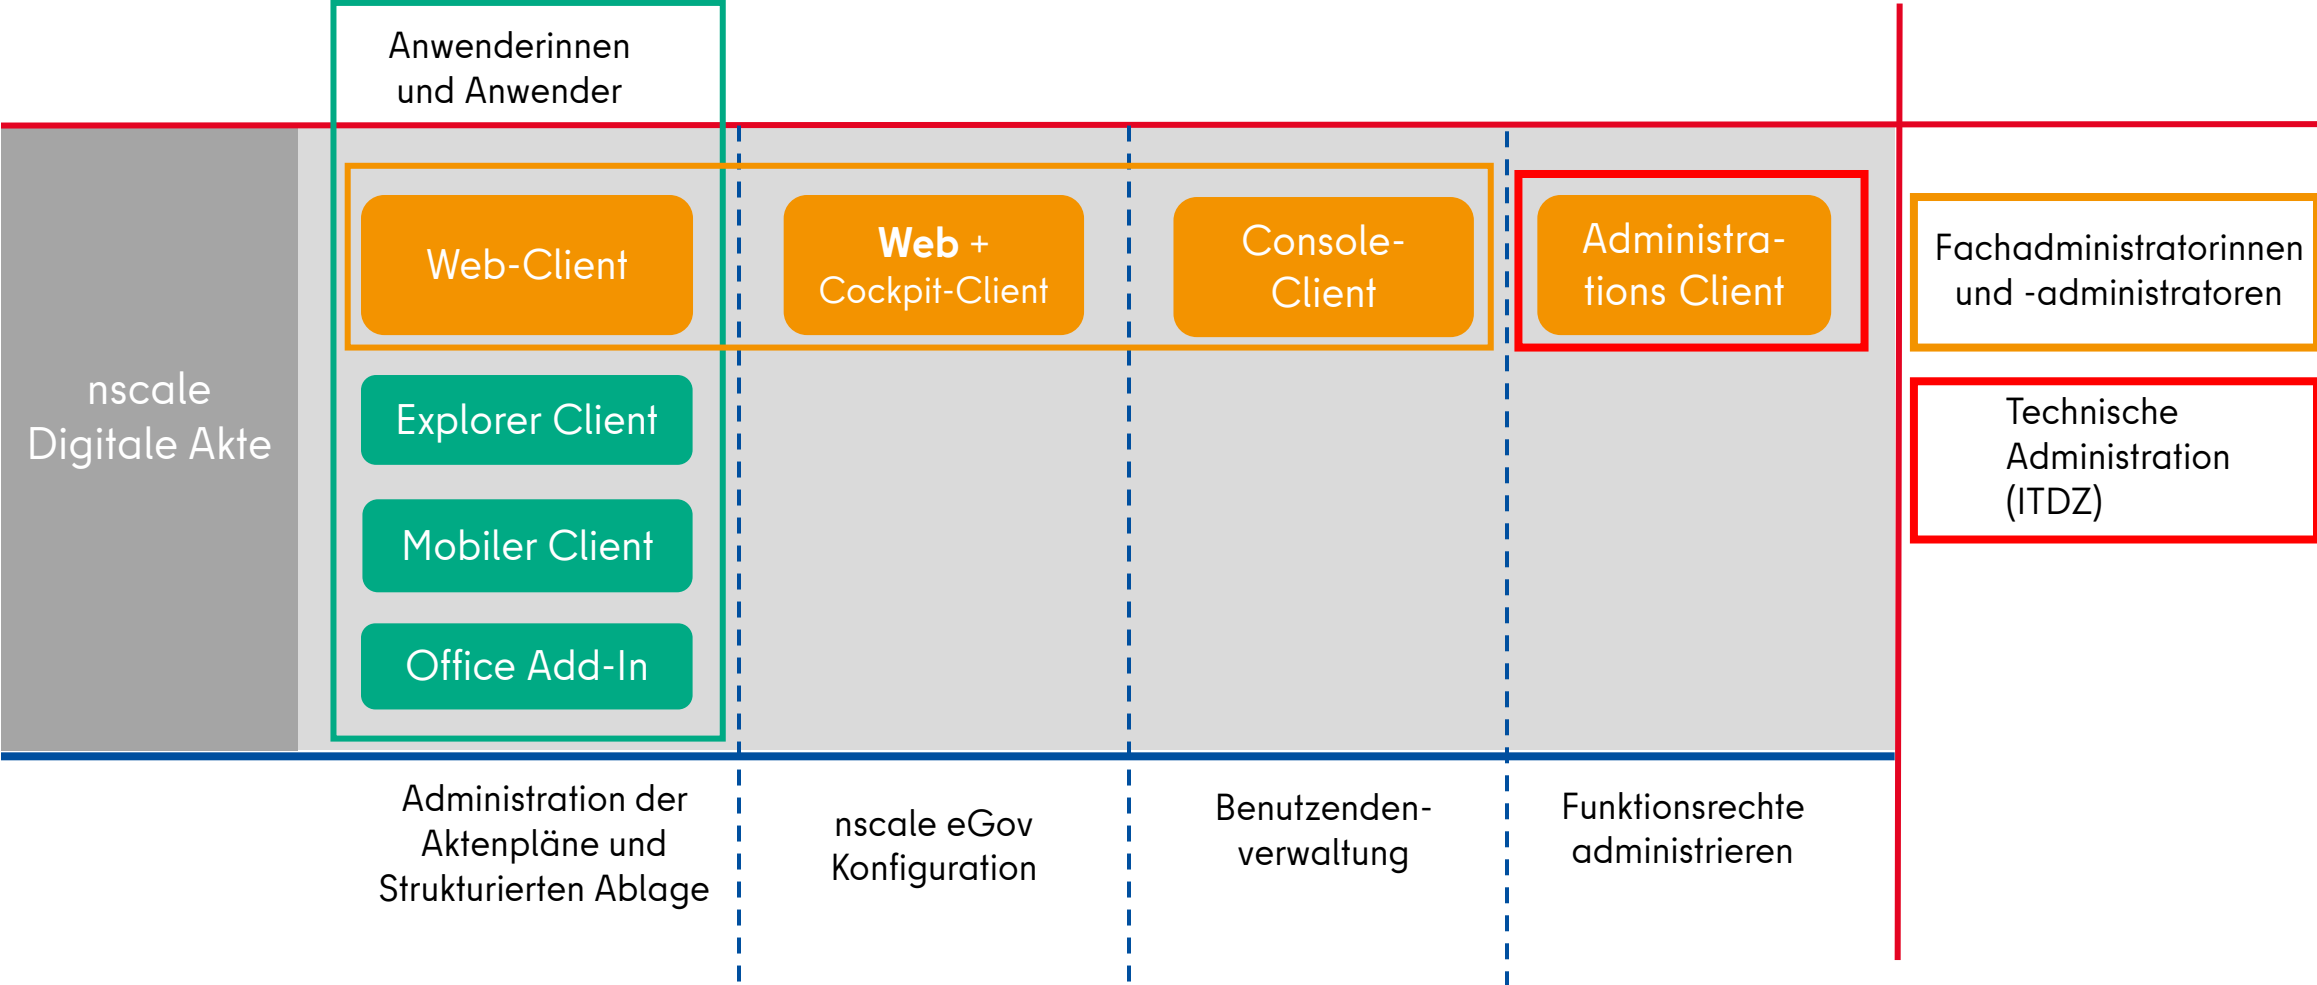 Anwenderinnen
und Anwender
nscale
Digitale Akte
Web-Client
Web +
Cockpit-Client
Console-
Client
Administra-
tions Client
Fachadministratorinnen
und -administratoren
Explorer Client
Technische
Administration
(ITDZ)
Mobiler Client
Office Add-In
Administration der
Aktenpläne und
Strukturierten Ablage
nscale eGov
Konfiguration
Benutzenden-
verwaltung
Funktionsrechte
administrieren